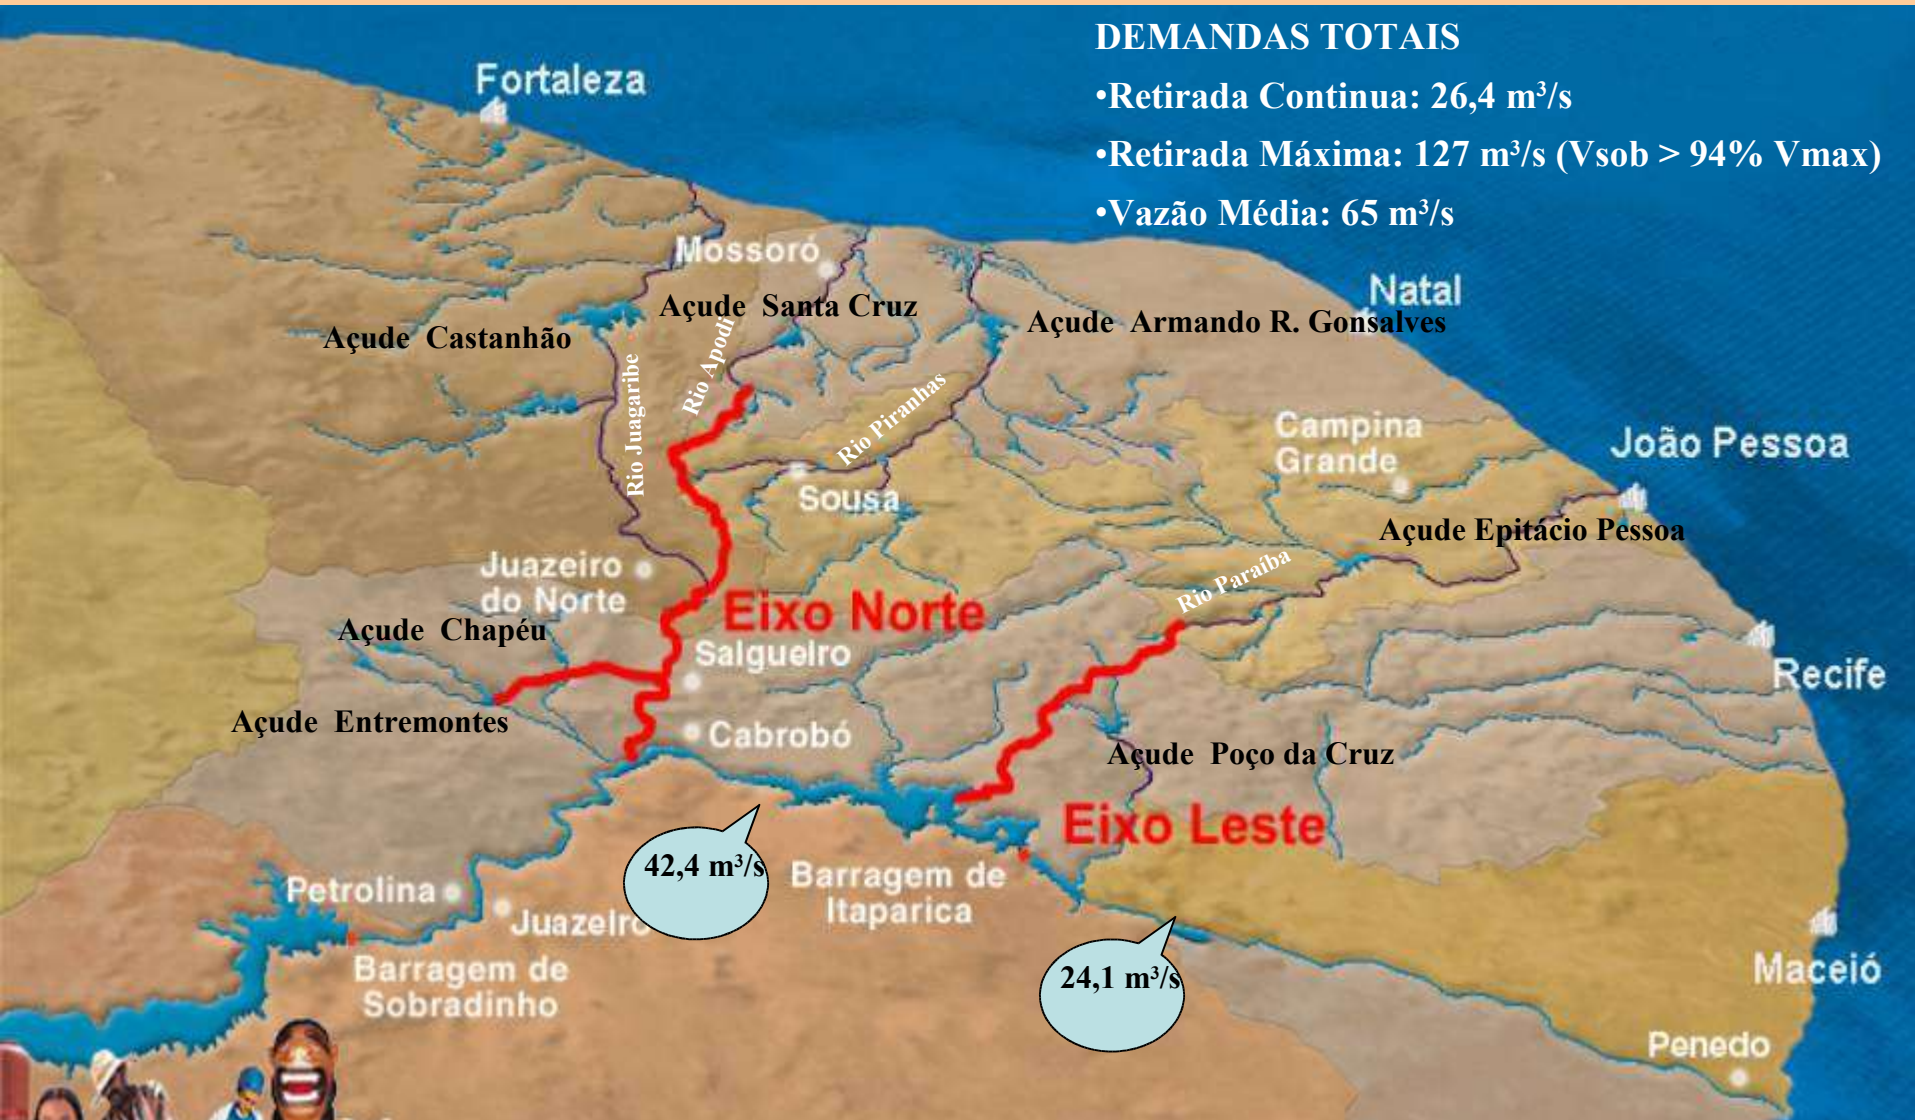 DEMANDAS TOTAIS
•Retirada Continua: 26,4 m³/s
•Retirada Máxima: 127 m³/s (Vsob > 94% Vmax)
•Vazão Média: 65 m³/s
Fortaleza
Mossoró
Natal
Açude Santa Cruz
Açude Castanhão
Açude Armando R. Gonsalves
Rio Apodi
Rio Juagaribe
Rio Piranhas
Campina
Grande
João Pessoa
Sousa
Açude Epitácio Pessoa
Juazeiro
do Norte
Rio Paraíba
Eixo Norte
Açude Chapéu
Salgueiro
Recife
Açude Entremontes
Cabrobó
Açude Poço da Cruz
Eixo Leste
42,4 m³/s
Barragem de
Itaparica
Petrolina
Juazeiro
Barragem de
Sobradinho
24,1 m³/s
Maceió
Penedo